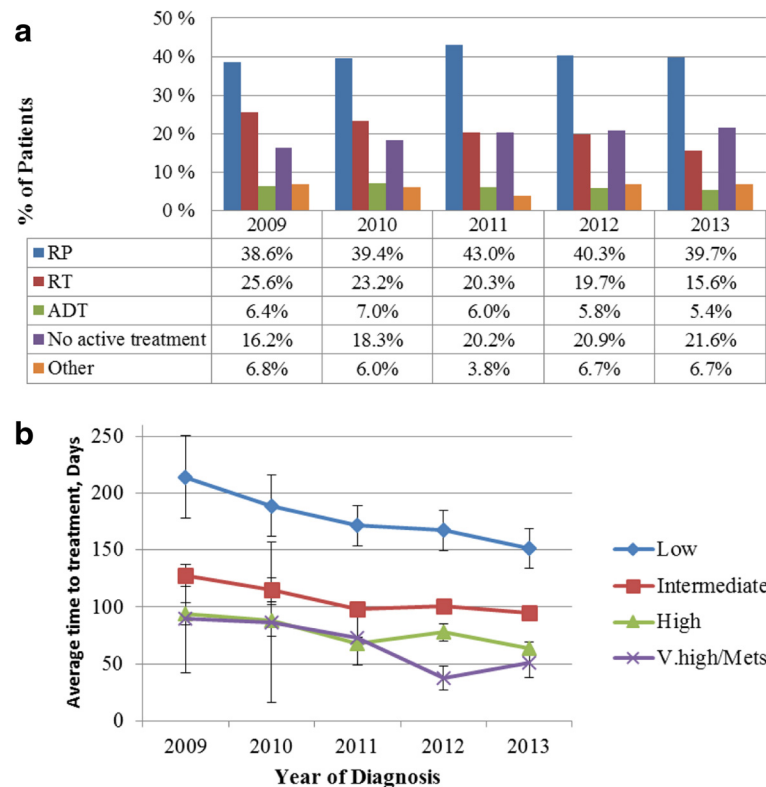 a
% of Patients
50 %
40 %
30 %
20 %
10 %
0 %
2009 2010 2011 2012 2013
RP 38.6% 39.4% 43.0% 40.3% 39.7%
RT 25.6% 23.2% 20.3% 19.7% 15.6%
ADT 6.4% 7.0% 6.0% 5.8% 5.4%
No active treatment 16.2% 18.3% 20.2% 20.9% 21.6%
Other 6.8% 6.0% 3.8% 6.7% 6.7%
b
Average time to treatment, Days
250
200
150
100
50
0
2009 2010 2011 2012 2013
Year of Diagnosis
Low
Intermediate
High
V.high/Mets